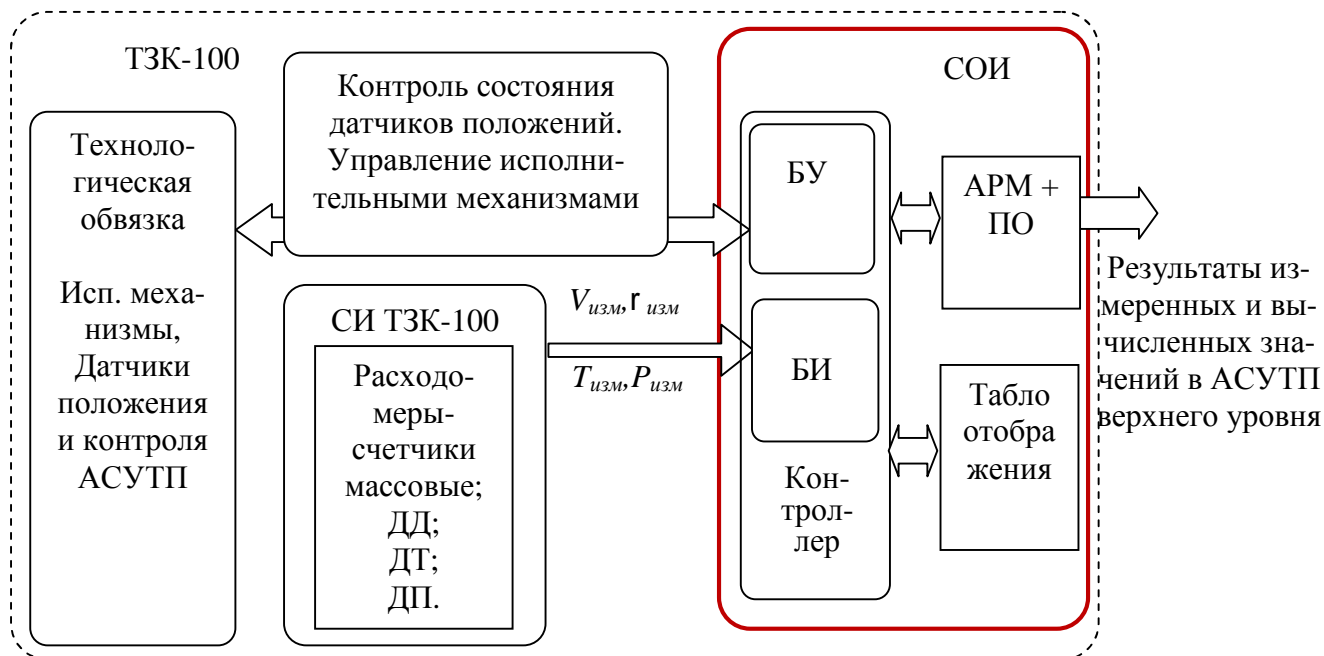 ТЗК-100
Техноло-
гическая
обвязка
Исп. меха-
низмы,
Датчики
положения
и контроля
АСУТП
Контроль состояния
датчиков положений.
Управление исполни-
тельными механизмами
СИ ТЗК-100
Расходо-
меры-
счетчики
массовые;
ДД;
ДТ;
ДП.
Vизм,r изм
Tизм,Pизм
СОИ
БУ
БИ
Кон-
трол-
лер
АРМ +
ПО
Табло
отобра
жения
Результаты из-
меренных и вы-
численных зна-
чений в АСУТП
верхнего уровня